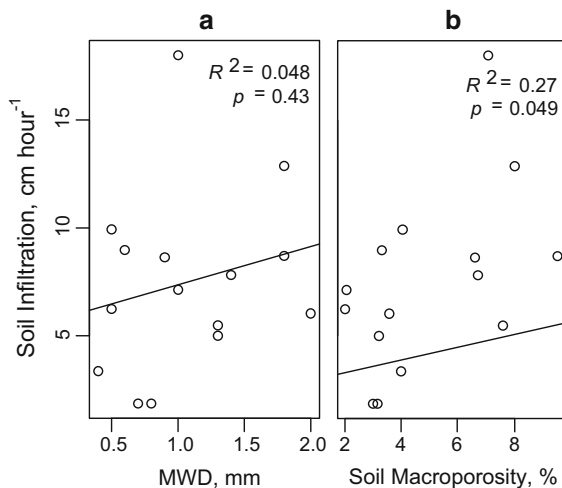 a
b
R² = 0.048
p = 0.43
R² = 0.27
p = 0.049
Soil Infiltration, cm hour⁻¹
15
10
5
0.5 1.0 1.5 2.0
2 4 6 8
MWD, mm
Soil Macroporosity, %